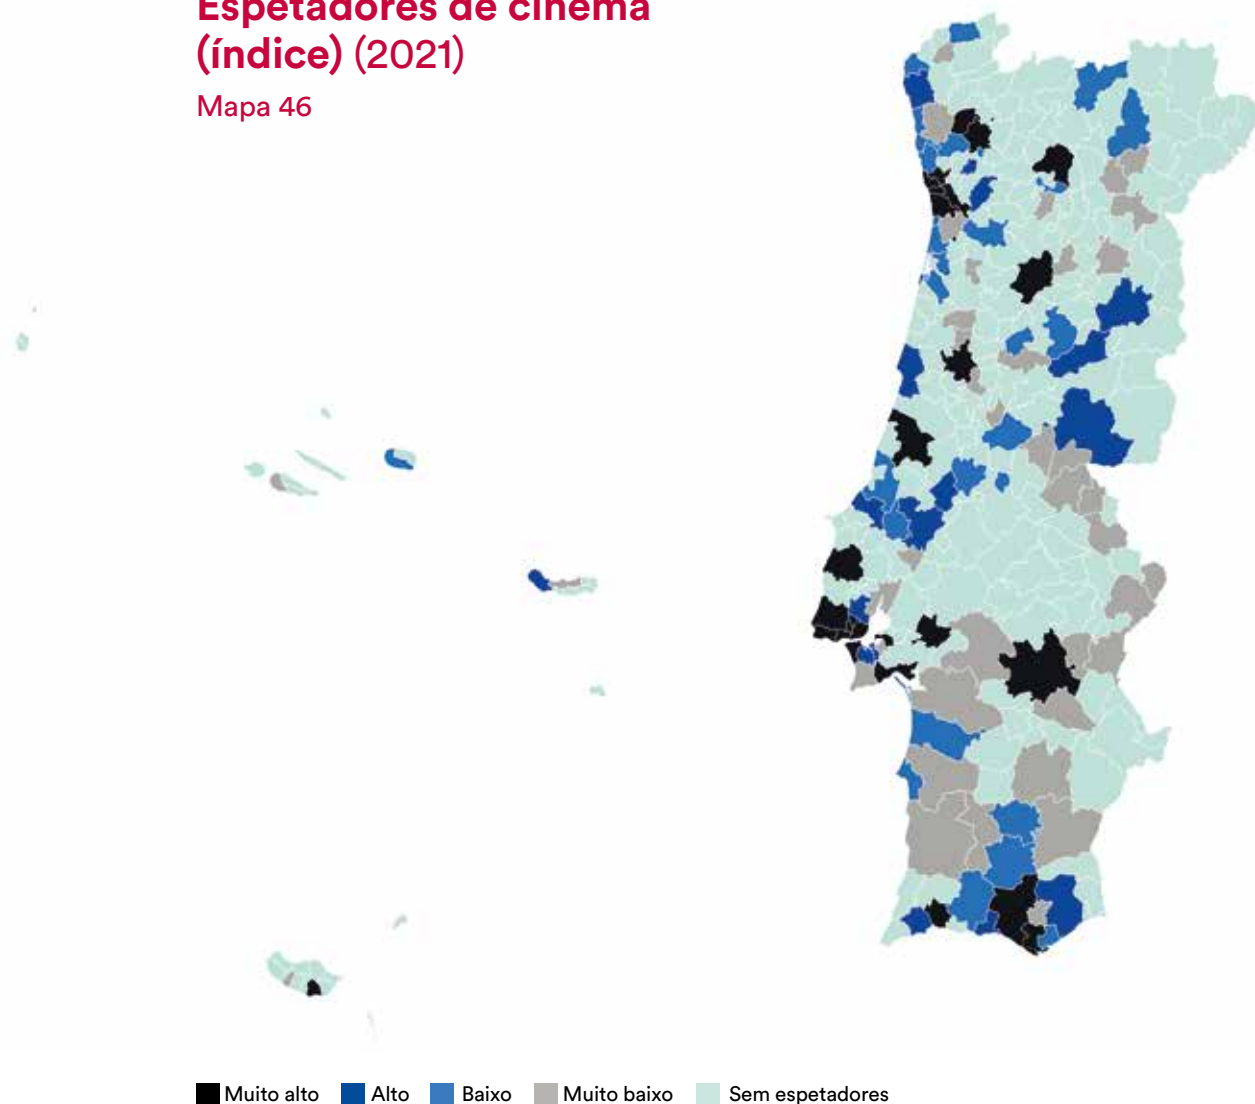 Espetadores de cinema
(índice) (2021)
Mapa 46
Muito alto Alto Baixo Muito baixo Sem espetadores